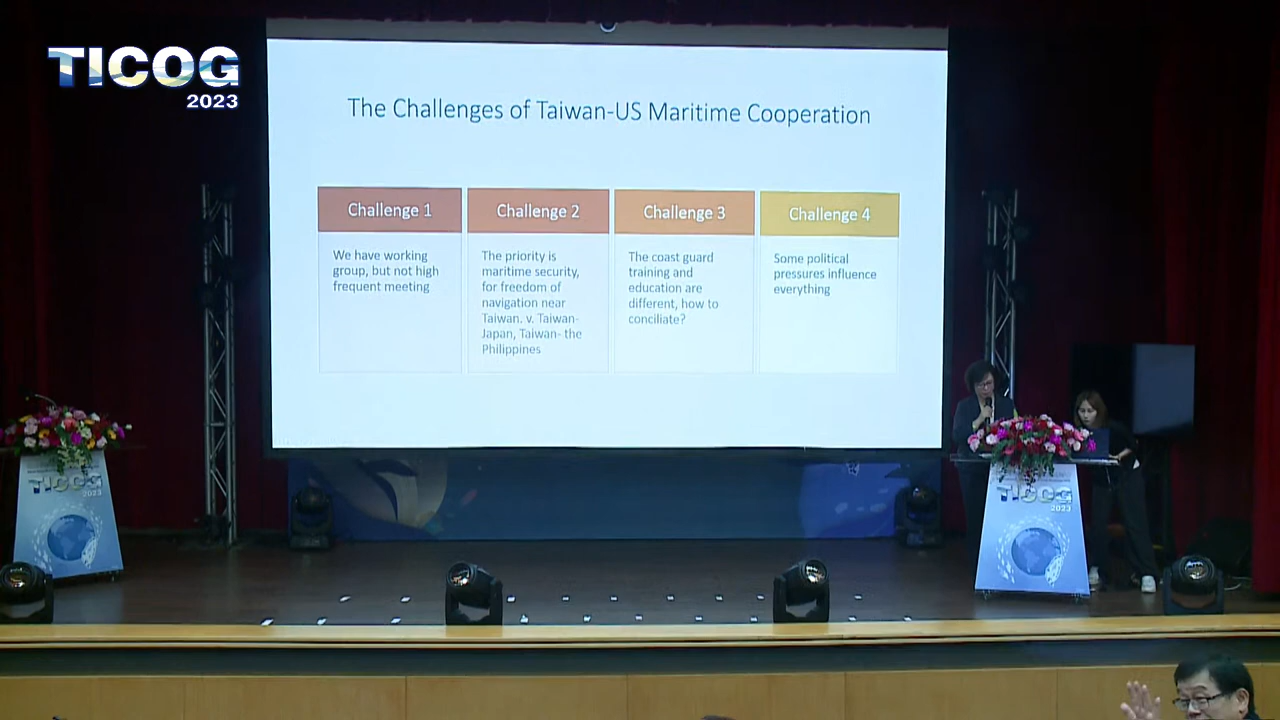 TICOG
2023
The Challenges of Taiwan-US Maritime Cooperation
Challenge 1
We have working
group, but not high
frequent meeting
Challenge 2
The priority is
maritime security,
for freedom of
navigation near
Taiwan. v. Taiwan-
Japan, Taiwan- the
Philippines
Challenge 3
The coast guard
training and
education are
different, how to
conciliate?
Challenge 4
Some political
pressures influence
everything
TICOG
2023
TICOG
2023